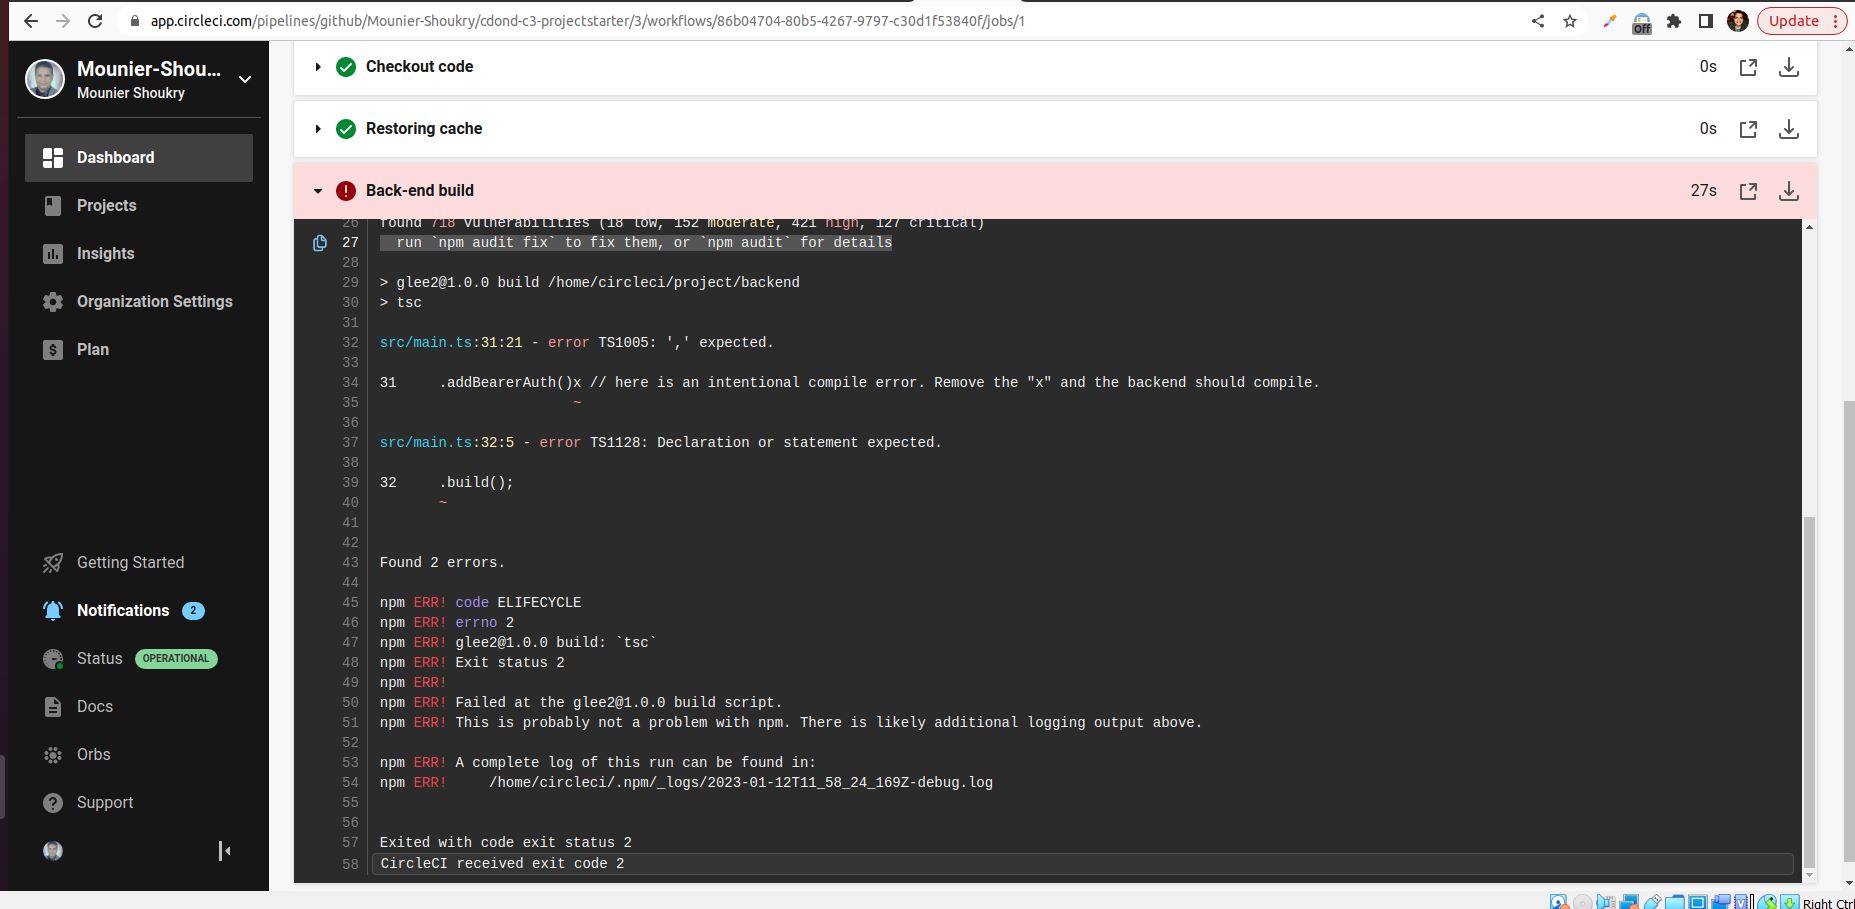 app.circleci.com/pipelines/github/Mounier-Shoukry/cdond-c3-projectstarter/3/workflows/86b04704-80b5-4267-9797-c30d1f53840f/jobs/1
Off
Update
Mounier-Shou...
Mounier Shoukry
Dashboard
Projects
Insights
Organization Settings
Plan
Getting Started
Notifications 2
Status OPERATIONAL
Docs
Orbs
Support
Checkout code 0s
Restoring cache 0s
Back-end build 27s
26 found 718 vulnerabilities (18 low, 152 moderate, 421 high, 127 critical)
27 run `npm audit fix` to fix them, or `npm audit` for details
28
29 > glee2@1.0.0 build /home/circleci/project/backend
30 > tsc
31
32 src/main.ts:31:21 - error TS1005: ',' expected.
33
34 31     .addBearerAuth()x // here is an intentional compile error. Remove the "x" and the backend should compile.
35 ~
36
37 src/main.ts:32:5 - error TS1128: Declaration or statement expected.
38
39 32     .build();
40 ~
41
42
43 Found 2 errors.
44
45 npm ERR! code ELIFECYCLE
46 npm ERR! errno 2
47 npm ERR! glee2@1.0.0 build: `tsc`
48 npm ERR! Exit status 2
49 npm ERR!
50 npm ERR! Failed at the glee2@1.0.0 build script.
51 npm ERR! This is probably not a problem with npm. There is likely additional logging output above.
52
53 npm ERR! A complete log of this run can be found in:
54 npm ERR!     /home/circleci/.npm/_logs/2023-01-12T11_58_24_169Z-debug.log
55
56
57 Exited with code exit status 2
58 CircleCI received exit code 2
Right Ctrl